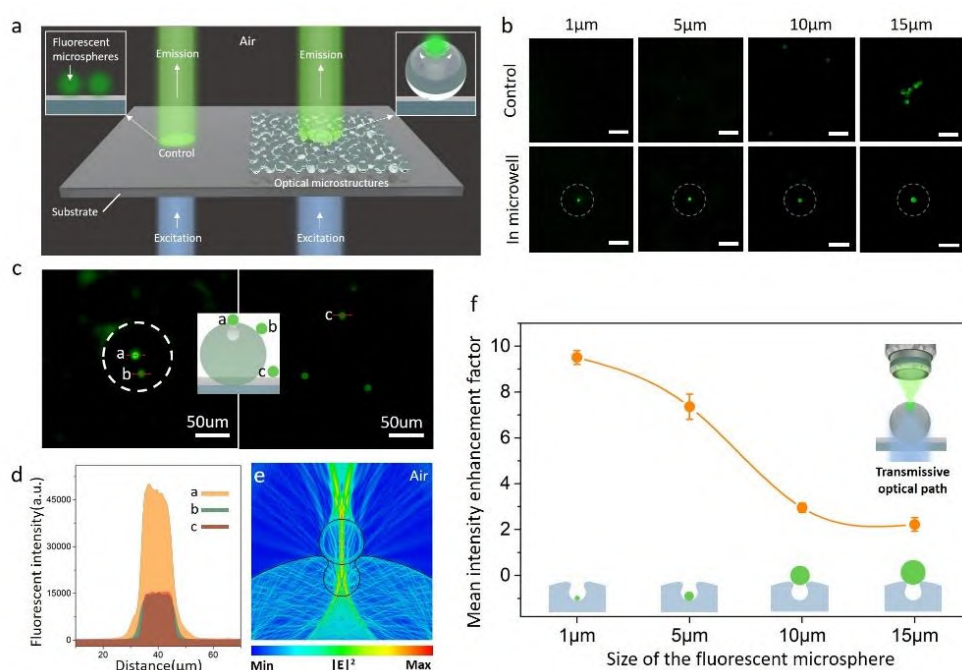 a
Fluorescent
microspheres
Emission
Air
Emission
Control
Optical microstructures
Substrate
Excitation
Excitation
b
1μm
5μm
10μm
15μm
Control
In microwell
c
a
b
a
b
c
c
50um
50um
d
Fluorescent intensity(a.u.)
45000
30000
15000
0
a
b
c
20
40
60
Distance(μm)
e
Air
Min
|E|²
Max
f
Mean intensity enhancement factor
10
8
6
4
2
0
Transmissive
optical path
1μm
5μm
10μm
15μm
Size of the fluorescent microsphere